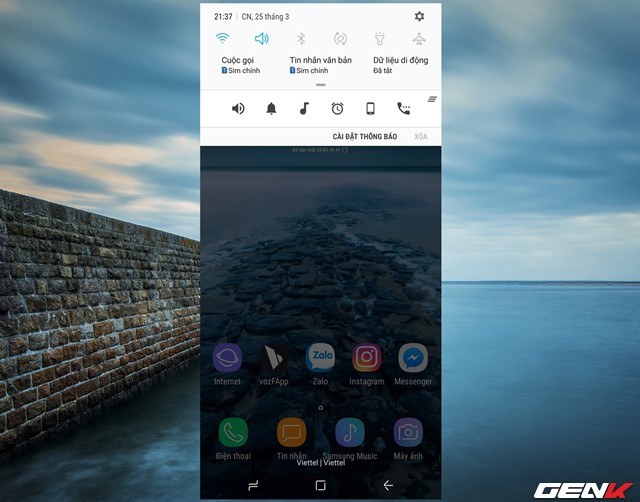 21:37 | CN, 25 tháng 3
Cuộc gọi
1 Sim chính
Tin nhắn văn bản
1 Sim chính
Dữ liệu di động
Đã tắt
CÀI ĐẶT THÔNG BÁO
XÓA
Internet
vozFApp
Zalo
Zalo
Instagram
Messenger
Điện thoại
Tin nhắn
Samsung Music
Máy ảnh
Viettel | Viettel
GENK